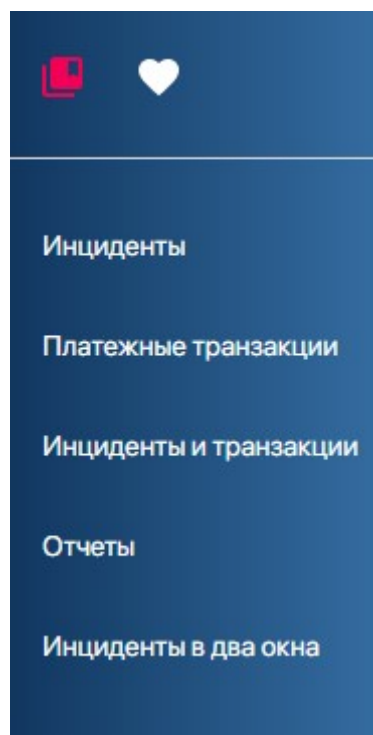 Инциденты
Платежные транзакции
Инциденты и транзакции
Отчеты
Инциденты в два окна